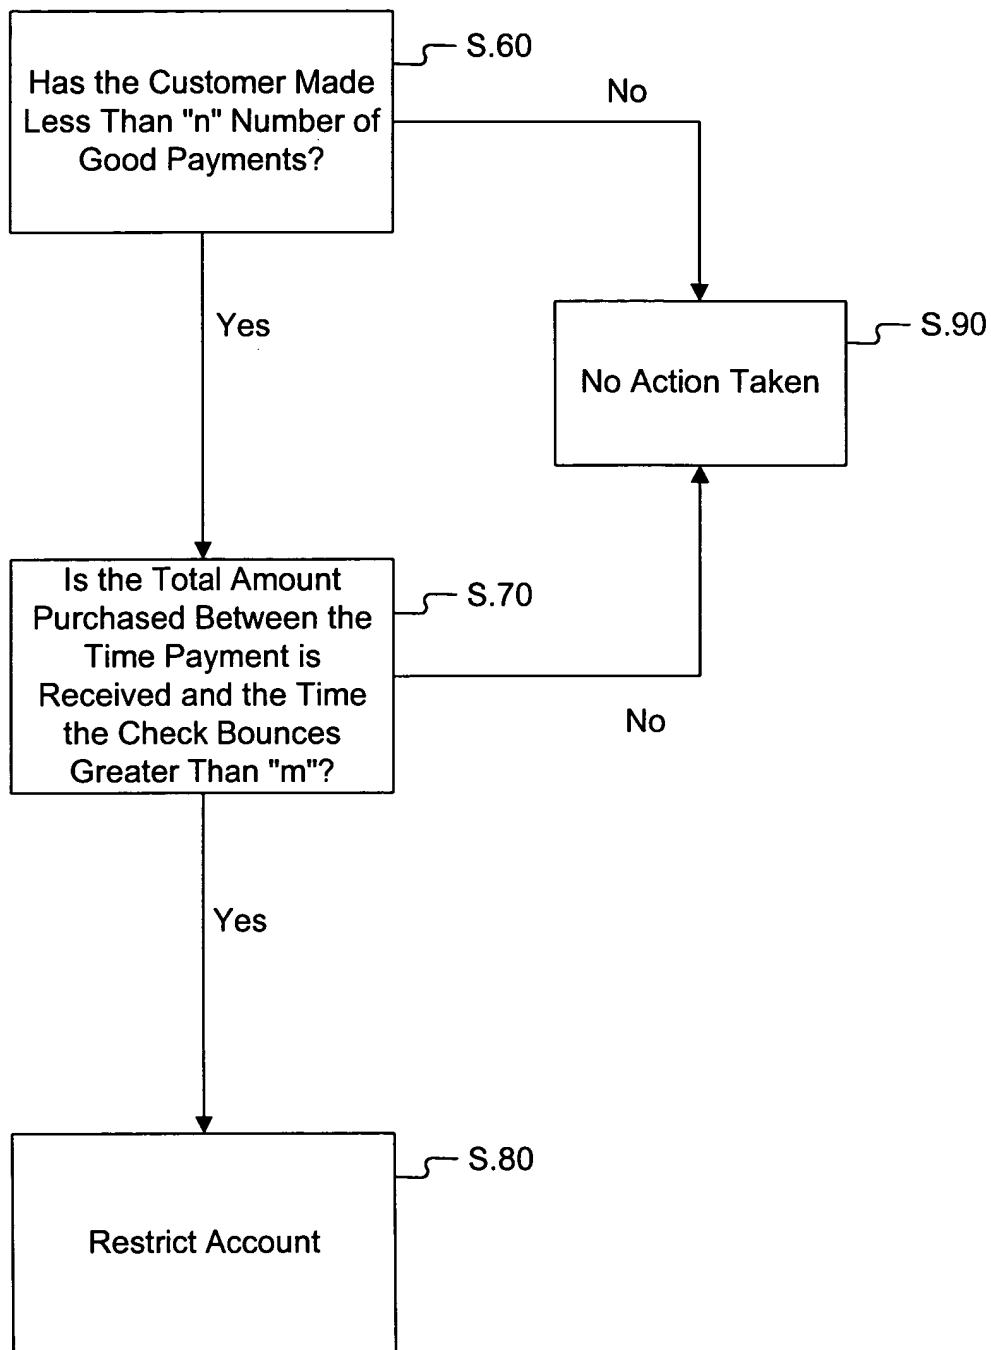 S.60
Has the Customer Made
Less Than "n" Number of
Good Payments?
No
Yes
S.90
No Action Taken
Is the Total Amount
Purchased Between the
Time Payment is
Received and the Time
the Check Bounces
Greater Than "m"?
S.70
No
Yes
S.80
Restrict Account